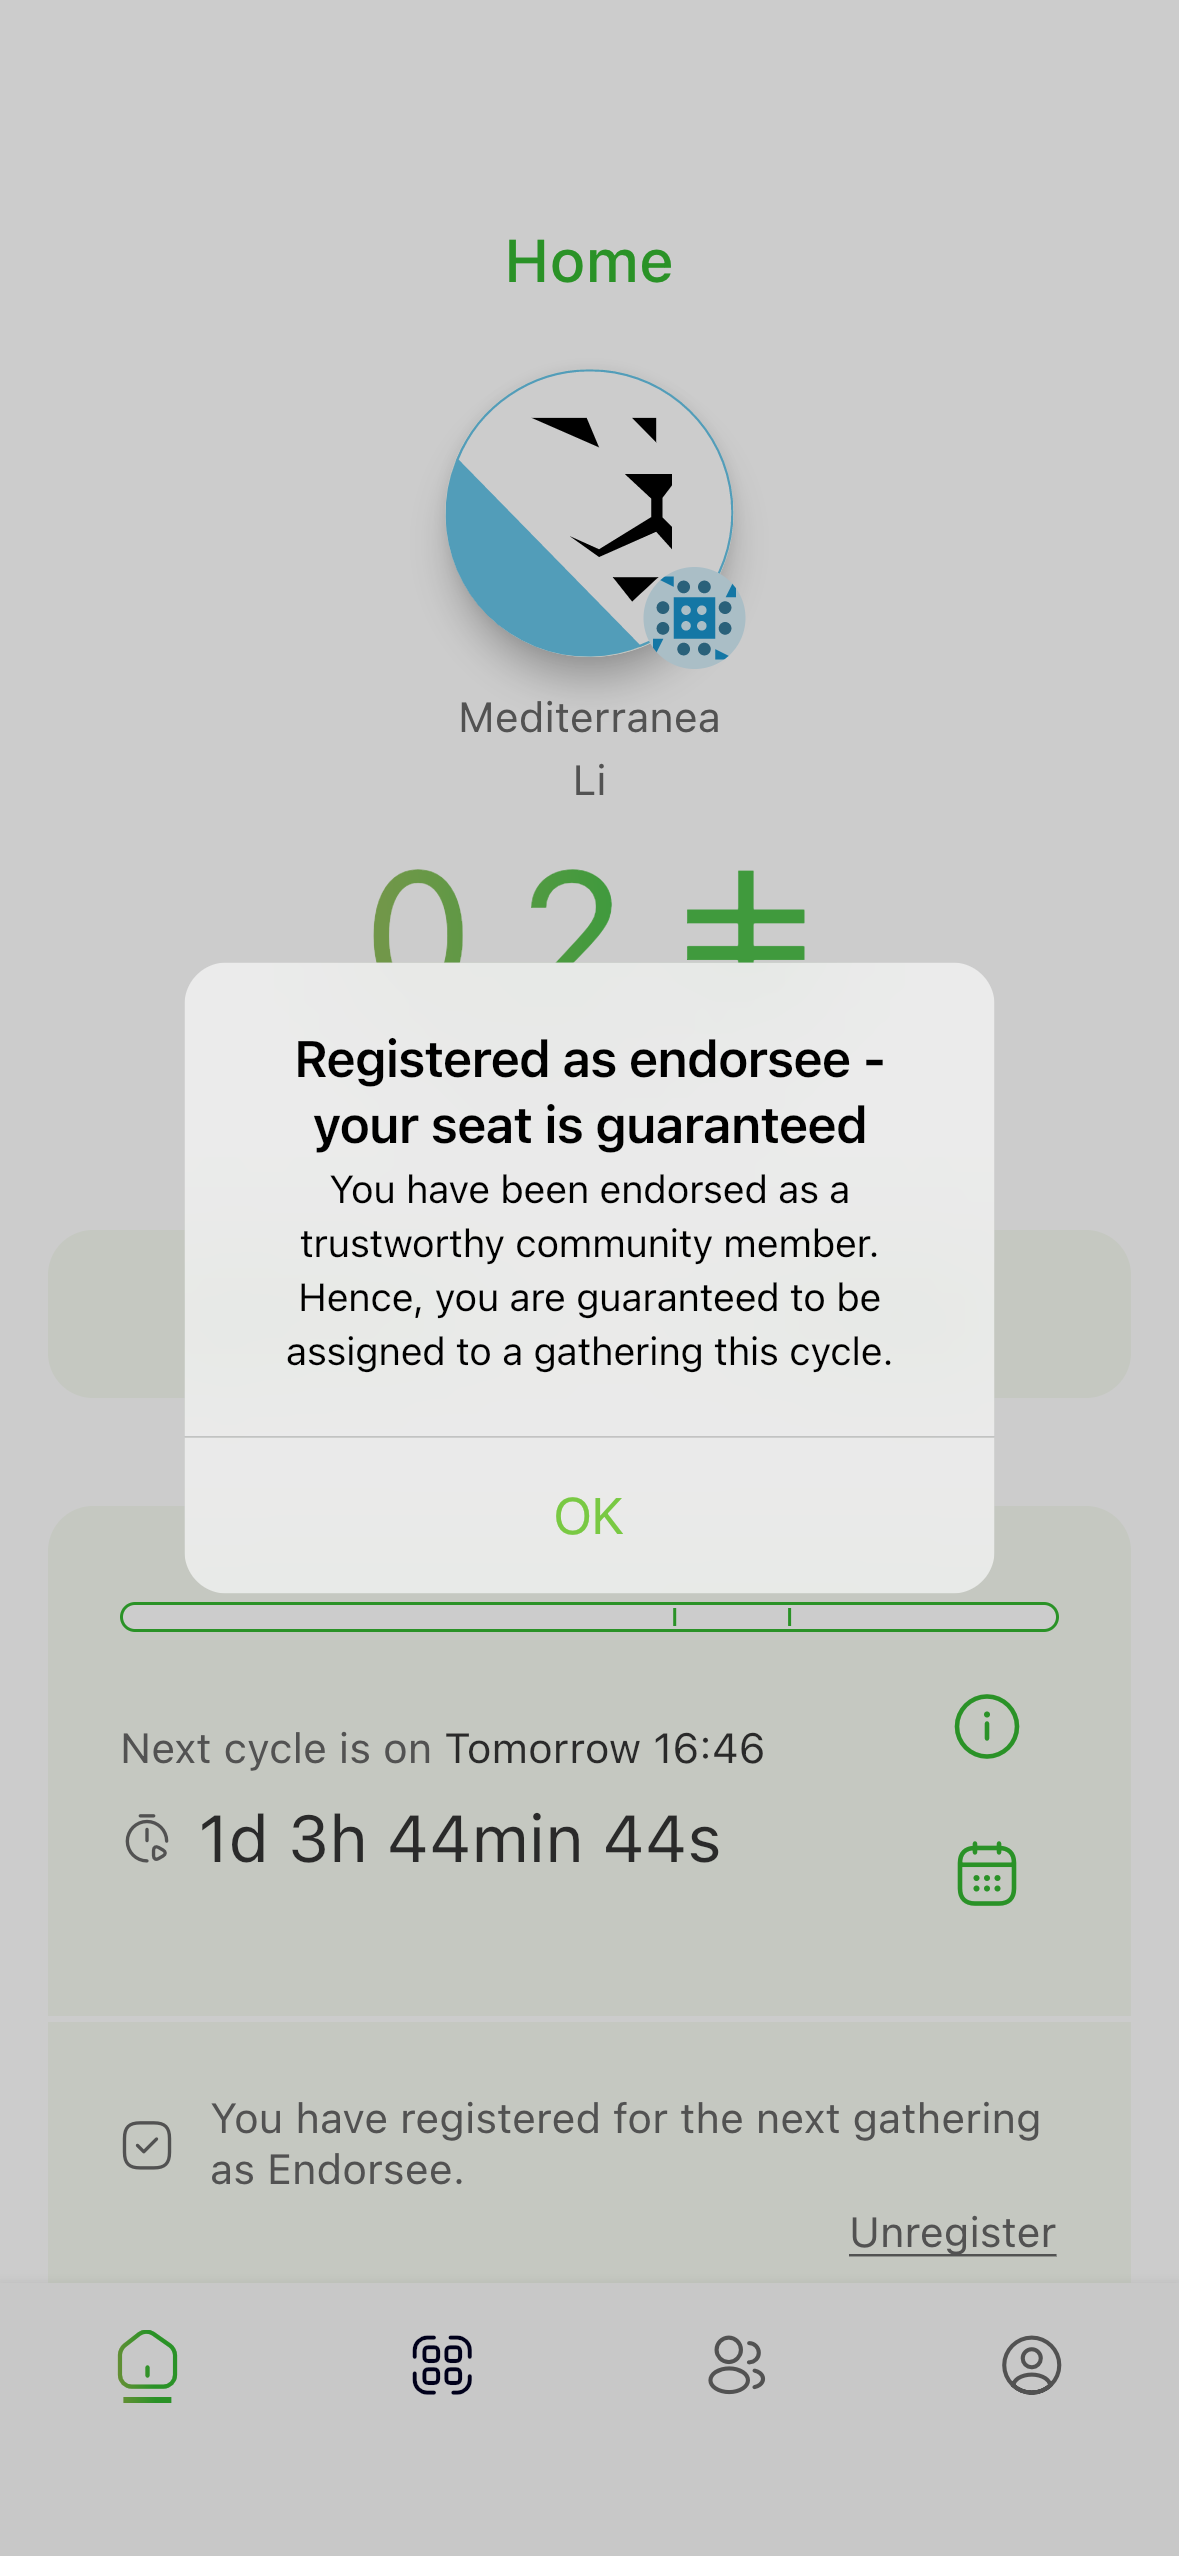 Home
Mediterranea
Li
0 2
Registered as endorsee -
your seat is guaranteed
You have been endorsed as a
trustworthy community member.
Hence, you are guaranteed to be
assigned to a gathering this cycle.
OK
Next cycle is on Tomorrow 16:46
1d 3h 44min 44s
You have registered for the next gathering
as Endorsee.
Unregister